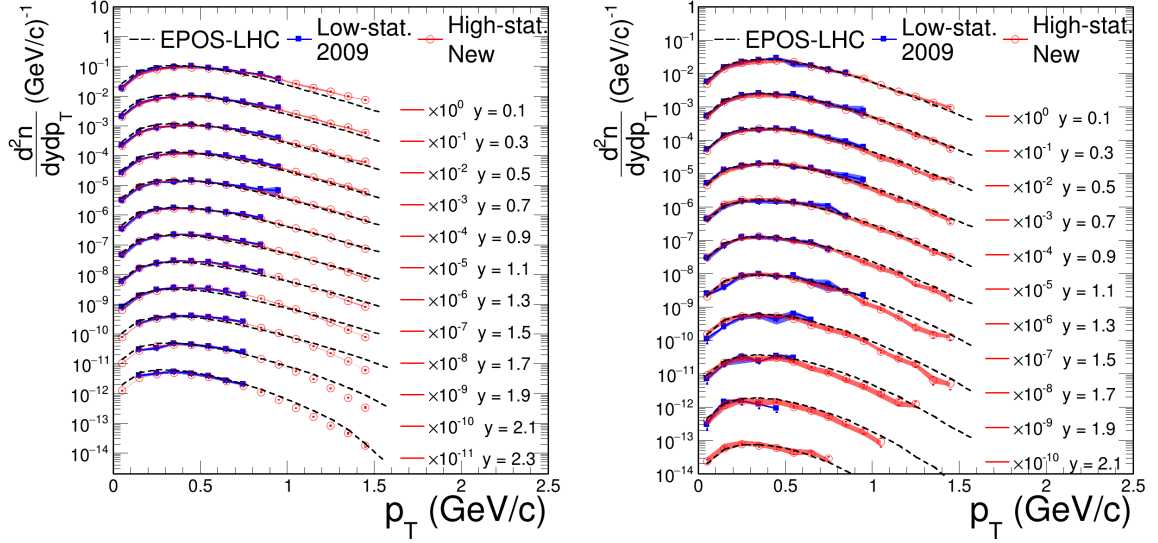 d²n/dydp_T (GeV/c)⁻¹
10
1
10⁻¹
10⁻²
10⁻³
10⁻⁴
10⁻⁵
10⁻⁶
10⁻⁷
10⁻⁸
10⁻⁹
10⁻¹⁰
10⁻¹¹
10⁻¹²
10⁻¹³
10⁻¹⁴
EPOS-LHC
Low-stat. 2009
High-stat. New
×10⁰ y = 0.1
×10⁻¹ y = 0.3
×10⁻² y = 0.5
×10⁻³ y = 0.7
×10⁻⁴ y = 0.9
×10⁻⁵ y = 1.1
×10⁻⁶ y = 1.3
×10⁻⁷ y = 1.5
×10⁻⁸ y = 1.7
×10⁻⁹ y = 1.9
×10⁻¹⁰ y = 2.1
×10⁻¹¹ y = 2.3
0 0.5 1 1.5 2 2.5
p_T (GeV/c)
d²n/dydp_T (GeV/c)⁻¹
1
10⁻¹
10⁻²
10⁻³
10⁻⁴
10⁻⁵
10⁻⁶
10⁻⁷
10⁻⁸
10⁻⁹
10⁻¹⁰
10⁻¹¹
10⁻¹²
10⁻¹³
10⁻¹⁴
EPOS-LHC
Low-stat. 2009
High-stat. New
×10⁰ y = 0.1
×10⁻¹ y = 0.3
×10⁻² y = 0.5
×10⁻³ y = 0.7
×10⁻⁴ y = 0.9
×10⁻⁵ y = 1.1
×10⁻⁶ y = 1.3
×10⁻⁷ y = 1.5
×10⁻⁸ y = 1.7
×10⁻⁹ y = 1.9
×10⁻¹⁰ y = 2.1
0 0.5 1 1.5 2 2.5
p_T (GeV/c)